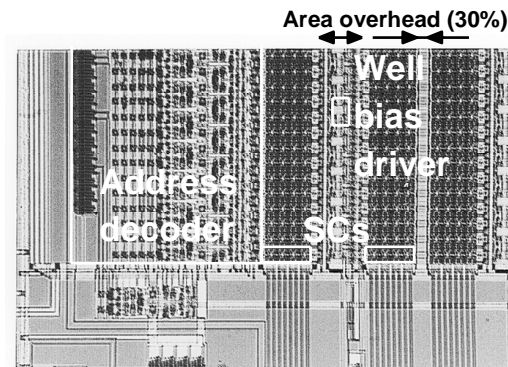 Area overhead (30%)
Well
bias
driver
Address
decoder
SCs